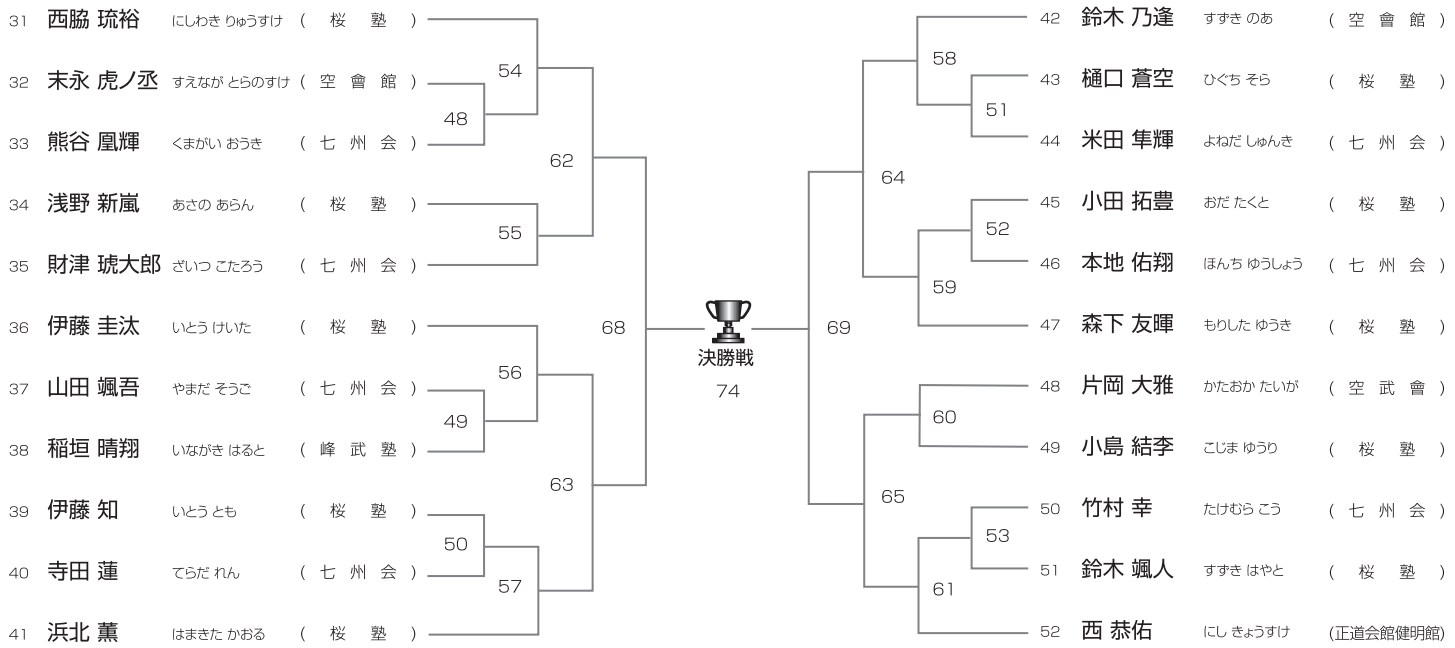 31 西脇 琉裕 にしわき りゅうすけ ( 桜 塾 )
54
32 末永 虎ノ丞 すえなが とらのすけ ( 空 會 館 )
48
33 熊谷 凰輝 くまがい おうき ( 七 州 会 )
62
34 浅野 新嵐 あさの あらん ( 桜 塾 )
55
35 財津 琥大郎 ざいつ こたろう ( 七 州 会 )
68
36 伊藤 圭汰 いとう けいた ( 桜 塾 )
56
37 山田 颯吾 やまだ そうご ( 七 州 会 )
49
38 稲垣 晴翔 いながき はると ( 峰 武 塾 )
63
39 伊藤 知 いとう とも ( 桜 塾 )
50
40 寺田 蓮 てらだ れん ( 七 州 会 )
57
41 浜北 薫 はまきた かおる ( 桜 塾 )
決勝戦
74
42 鈴木 乃逢 すずき のあ ( 空 會 館 )
58
43 樋口 蒼空 ひぐち そら ( 桜 塾 )
51
44 米田 隼輝 よねだ しゅんき ( 七 州 会 )
64
45 小田 拓豊 おだ たくと ( 桜 塾 )
52
46 本地 佑翔 ほんち ゆうしょう ( 七 州 会 )
59
47 森下 友暉 もりした ゆうき ( 桜 塾 )
69
48 片岡 大雅 かたおか たいが ( 空 武 會 )
60
49 小島 結李 こじま ゆうり ( 桜 塾 )
65
50 竹村 幸 たけむら こう ( 七 州 会 )
53
51 鈴木 颯人 すずき はやと ( 桜 塾 )
61
52 西 恭佑 にし きょうすけ (正道会館健明館)